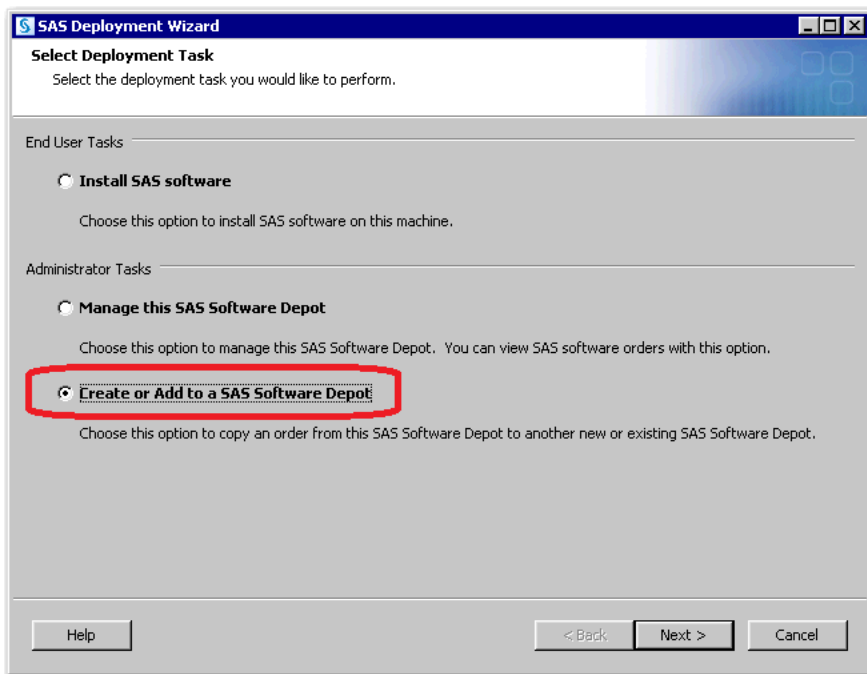 SAS Deployment Wizard
Select Deployment Task
Select the deployment task you would like to perform.
End User Tasks
Install SAS software
Choose this option to install SAS software on this machine.
Administrator Tasks
Manage this SAS Software Depot
Choose this option to manage this SAS Software Depot. You can view SAS software orders with this option.
Create or Add to a SAS Software Depot
Choose this option to copy an order from this SAS Software Depot to another new or existing SAS Software Depot.
Help < Back Next > Cancel